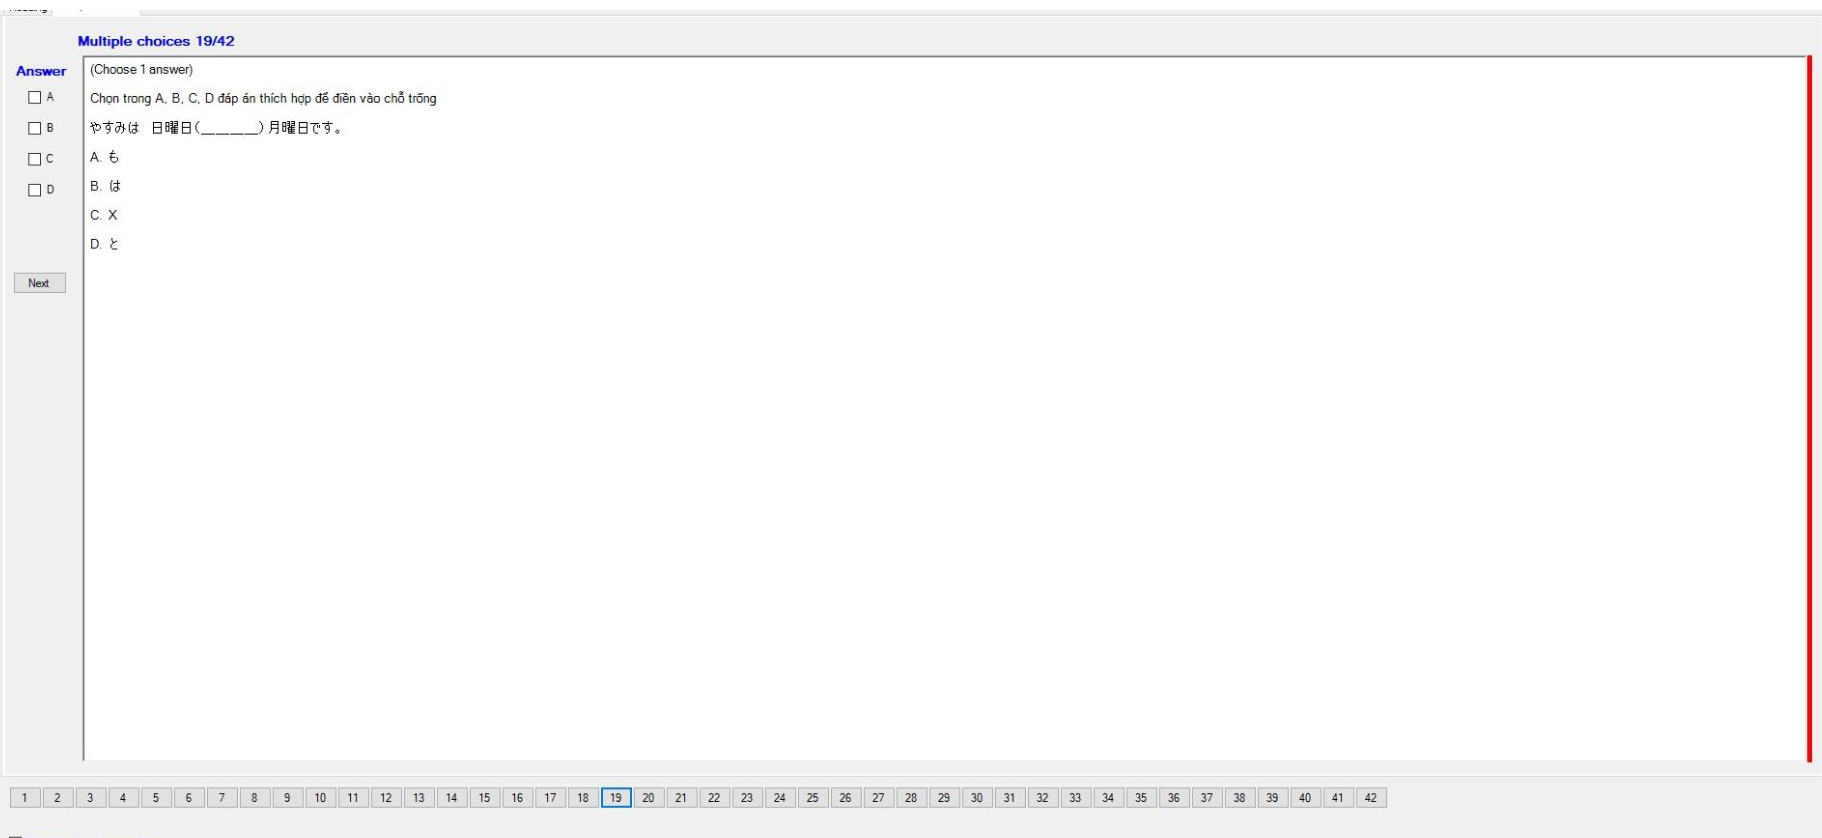 Multiple choices 19/42
Answer
(Choose 1 answer)
A
Chọn trong A, B, C, D đáp án thích hợp để điền vào chỗ trống
B
やすみは 日曜日(________)月曜日です。
C
A. も
D
B. は
C. X
D. と
Next
1 2 3 4 5 6 7 8 9 10 11 12 13 14 15 16 17 18 19 20 21 22 23 24 25 26 27 28 29 30 31 32 33 34 35 36 37 38 39 40 41 42